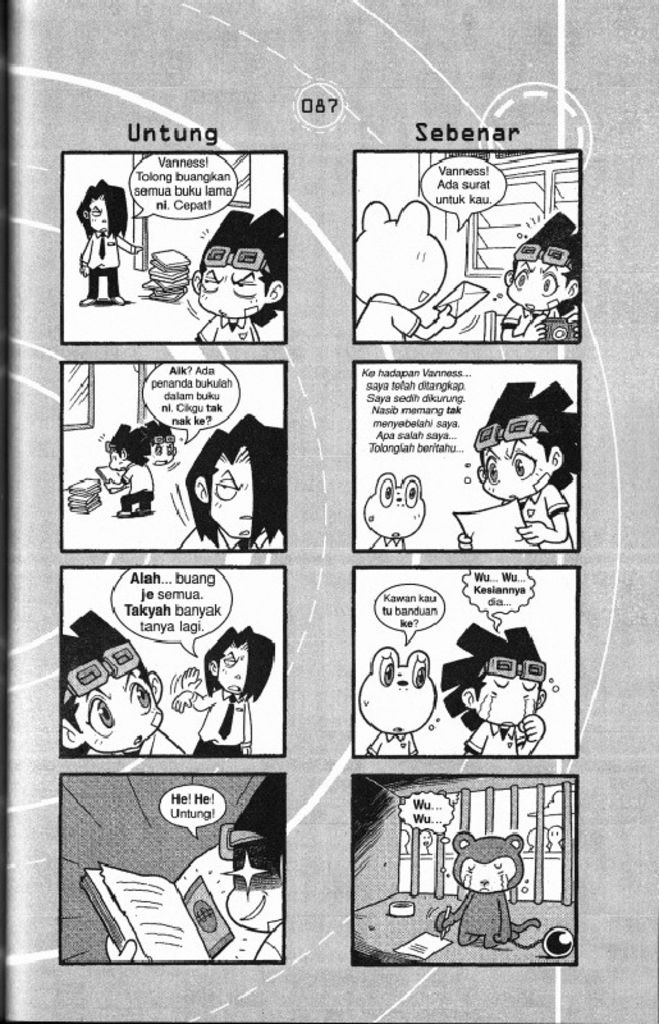 087
Untung
Vanness!
Tolong buangkan
semua buku lama
ni. Cepat!
Aik? Ada
penanda bukulah
dalam buku
ni. Cikgu tak
nak ke?
Alah... buang
je semua.
Takyah banyak
tanya lagi.
Hie! He!
Untung!
Sebenar
Vanness!
Ada surat
untuk kau.
Ke hadapan Vanness...
saya telah ditangkap.
Saya sedih dikurung.
Nasib memang tak
menyebelahi saya.
Apa salah saya...
Tolonglah beritahu...
Kawan kau
tu banduan
ke?
Wu... Wu...
Kesiannya
dia...
Wu...
Wu...